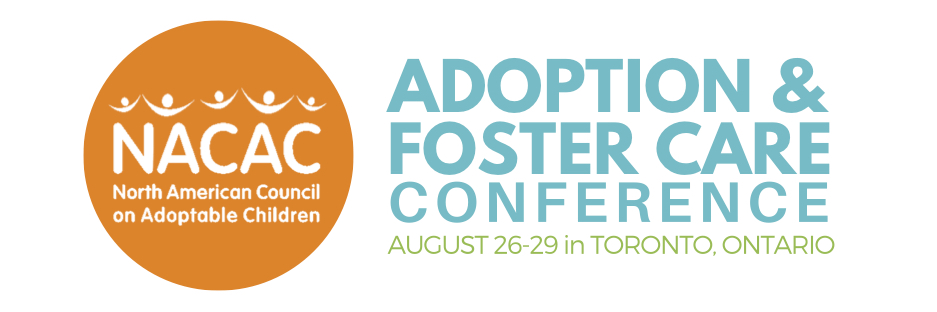 NACAC
North American Council
on Adoptable Children
ADOPTION &
FOSTER CARE
CONFERENCE
AUGUST 26-29 in TORONTO, ONTARIO